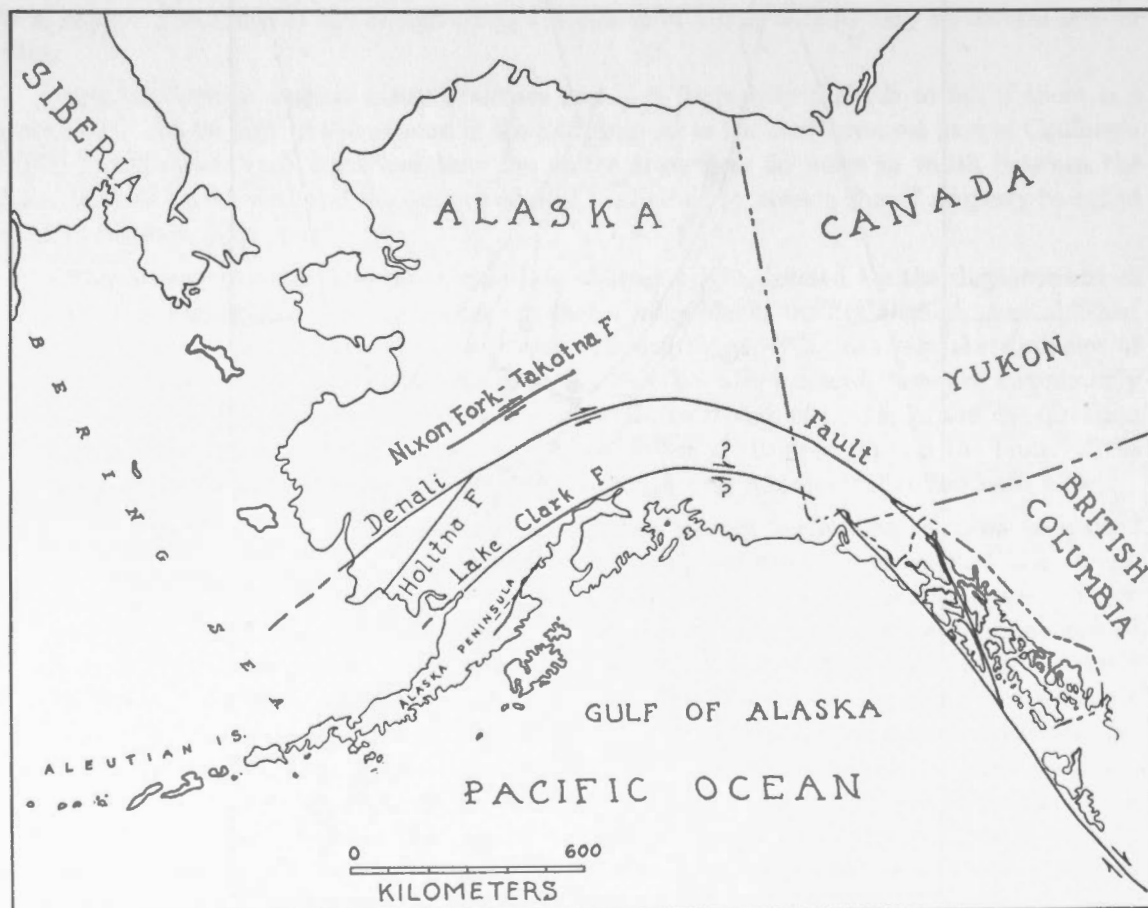 SIBERIA
ALASKA
CANADA
BERING SEA
Nixon Fork-Takotna F
YUKON
Denali
Fault
Holitna F
Lake Clark F.
?
BRITISH
COLUMBIA
ALASKA PENINSULA
GULF OF ALASKA
ALEUTIAN IS.
PACIFIC OCEAN
0 600
KILOMETERS